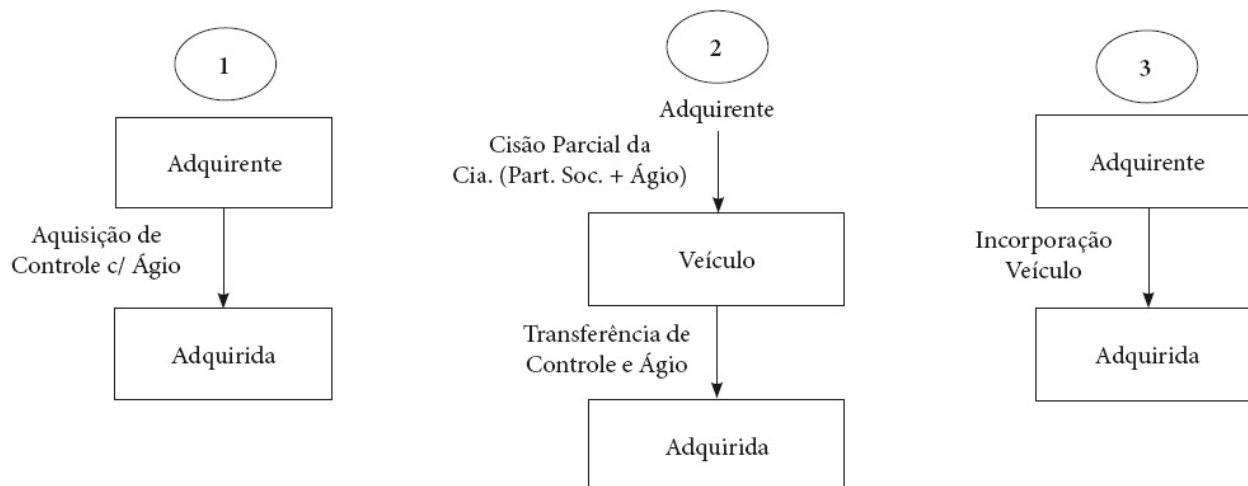 1
Adquirente
Aquisição de
Controle c/ Ágio
Adquirida
2
Adquirente
Cisão Parcial da
Cia. (Part. Soc. + Ágio)
Veículo
Transferência de
Controle e Ágio
Adquirida
3
Adquirente
Incorporação
Veículo
Adquirida